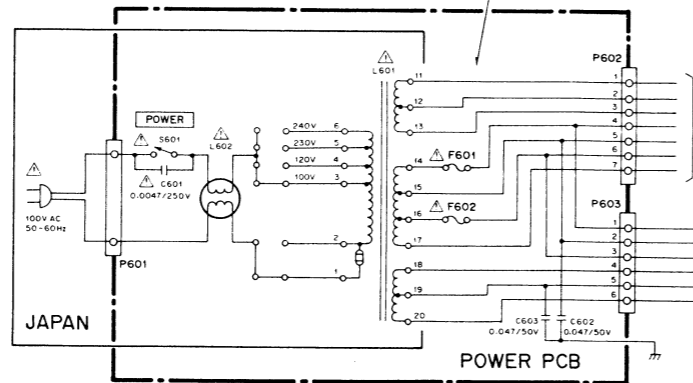 P602
L601
11
1
2
12
3
POWER
13
4
S601
L602
240V 6
5
230V 5
F601
6
14
120V 4
7
C601
100V 3
15
0.0047/250V
F602
P603
16
100V AC
50-60Hz
1
2
17
2
3
P601
18
4
1
19
5
6
JAPAN
20
C603
0.047/50V
C602
0.047/50V
POWER PCB